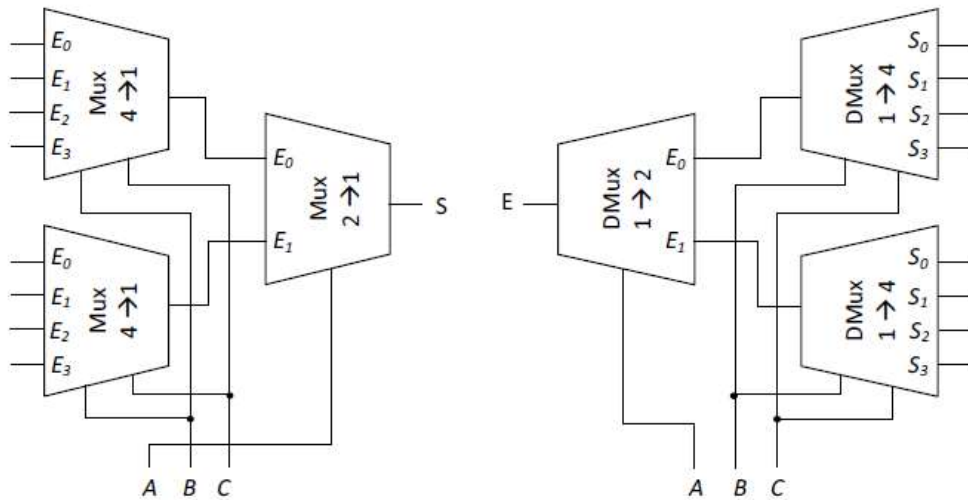 E0
E1
E2
E3
Mux
4 → 1
E0
E1
E2
E3
Mux
4 → 1
E0
E1
Mux
2 → 1
S
A B C
E
DMux
1 → 2
E0
E1
DMux
1 → 4
S0
S1
S2
S3
DMux
1 → 4
S0
S1
S2
S3
A B C